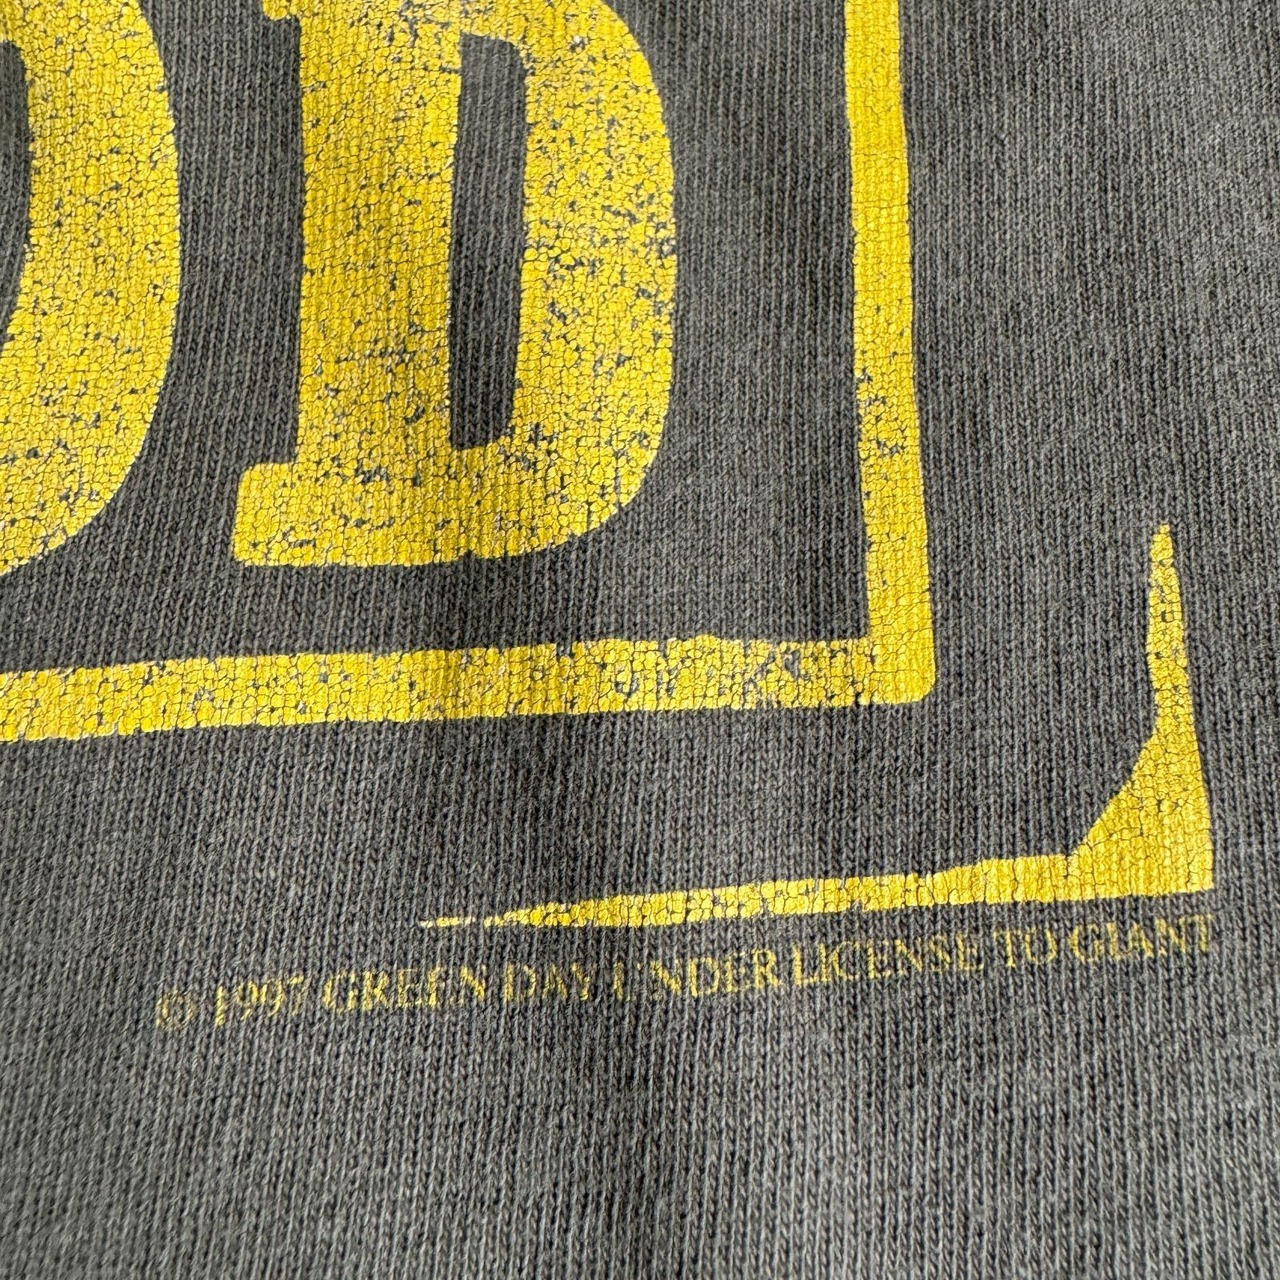 D
© 1997 GREEN DAY UNDER LICENSE TO GIANT